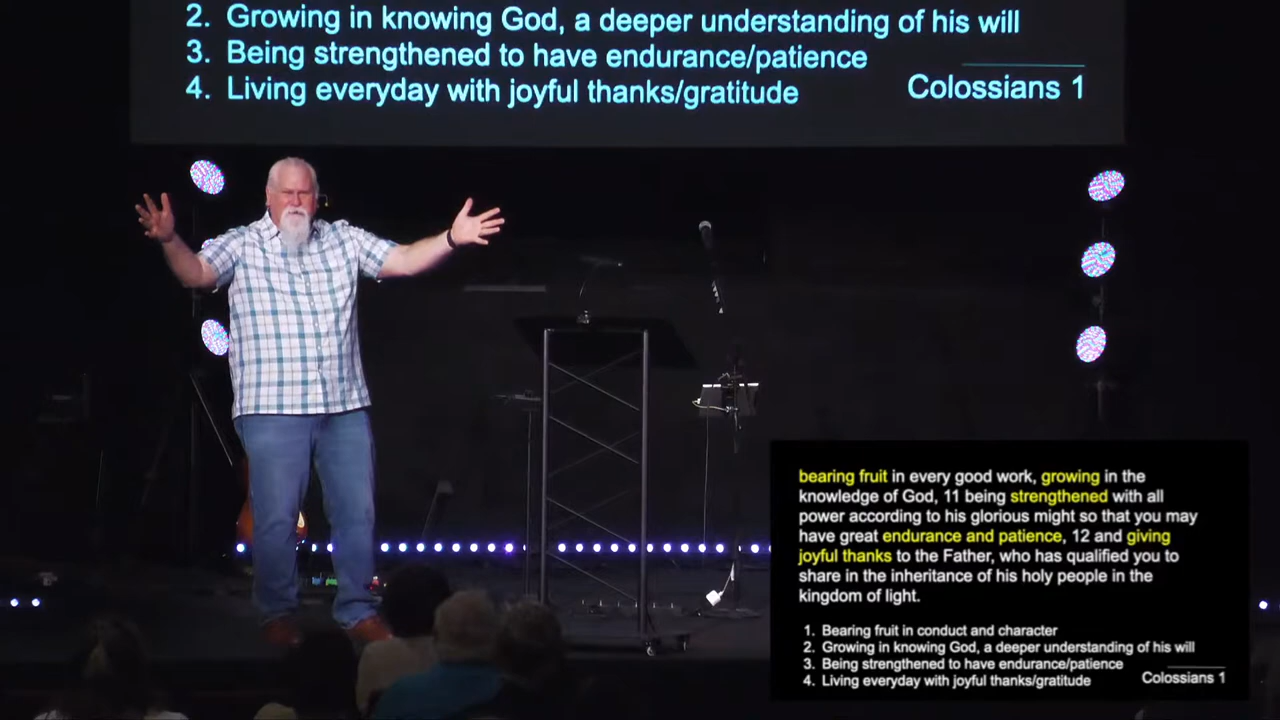 2. Growing in knowing God, a deeper understanding of his will
3. Being strengthened to have endurance/patience
4. Living everyday with joyful thanks/gratitude
Colossians 1
bearing fruit in every good work, growing in the
knowledge of God, 11 being strengthened with all
power according to his glorious might so that you may
have great endurance and patience, 12 and giving
joyful thanks to the Father, who has qualified you to
share in the inheritance of his holy people in the
kingdom of light.
1. Bearing fruit in conduct and character
2. Growing in knowing God, a deeper understanding of his will
3. Being strengthened to have endurance/patience
4. Living everyday with joyful thanks/gratitude
Colossians 1